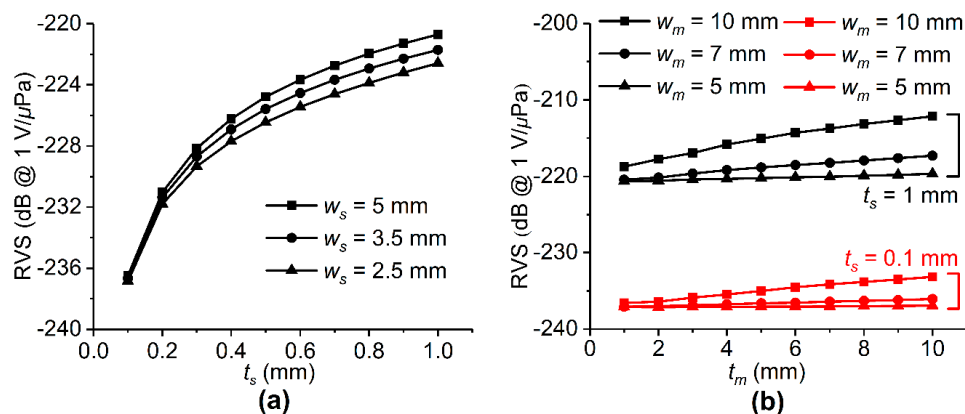 (a)
-220
-224
-228
-232
-236
-240
RVS (dB @ 1 V/µPa)
w_s = 5 mm
w_s = 3.5 mm
w_s = 2.5 mm
0.0 0.2 0.4 0.6 0.8 1.0
t_s (mm)
(a)
-200
-210
-220
-230
-240
RVS (dB @ 1 V/µPa)
w_m = 10 mm w_m = 10 mm
w_m = 7 mm w_m = 7 mm
w_m = 5 mm w_m = 5 mm
t_s = 1 mm
t_s = 0.1 mm
0 2 4 6 8 10
t_m (mm)
(b)
(b)